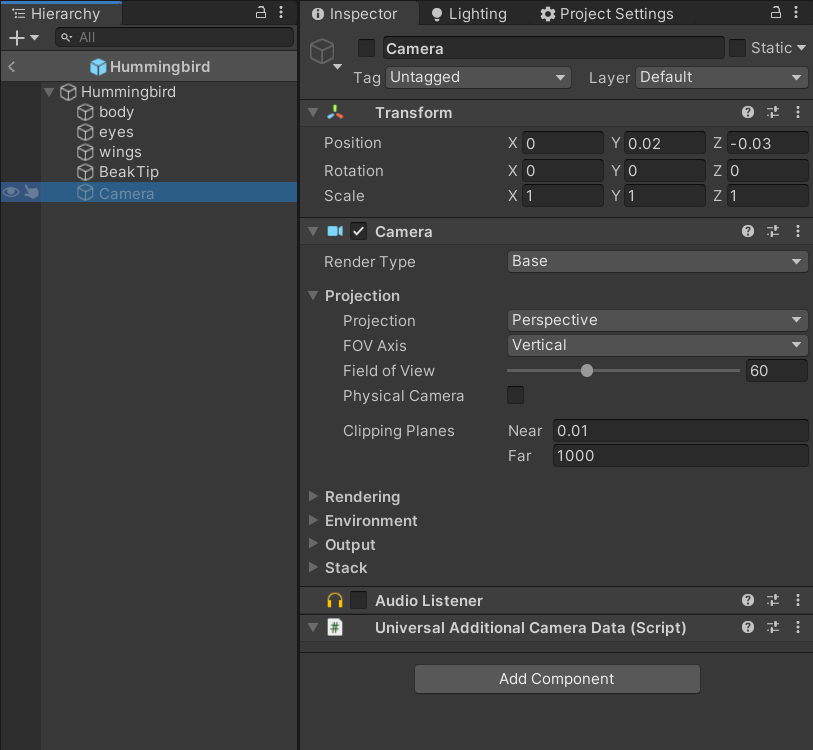 Hierarchy
All
Hummingbird
Hummingbird
body
eyes
wings
BeakTip
Camera
Inspector Lighting Project Settings
Camera Static
Tag Untagged Layer Default
Transform
Position X 0 Y 0.02 Z -0.03
Rotation X 0 Y 0 Z 0
Scale X 1 Y 1 Z 1
Camera
Render Type Base
Projection
Projection Perspective
FOV Axis Vertical
Field of View 60
Physical Camera
Clipping Planes Near 0.01
Far 1000
Rendering
Environment
Output
Stack
Audio Listener
# Universal Additional Camera Data (Script)
Add Component